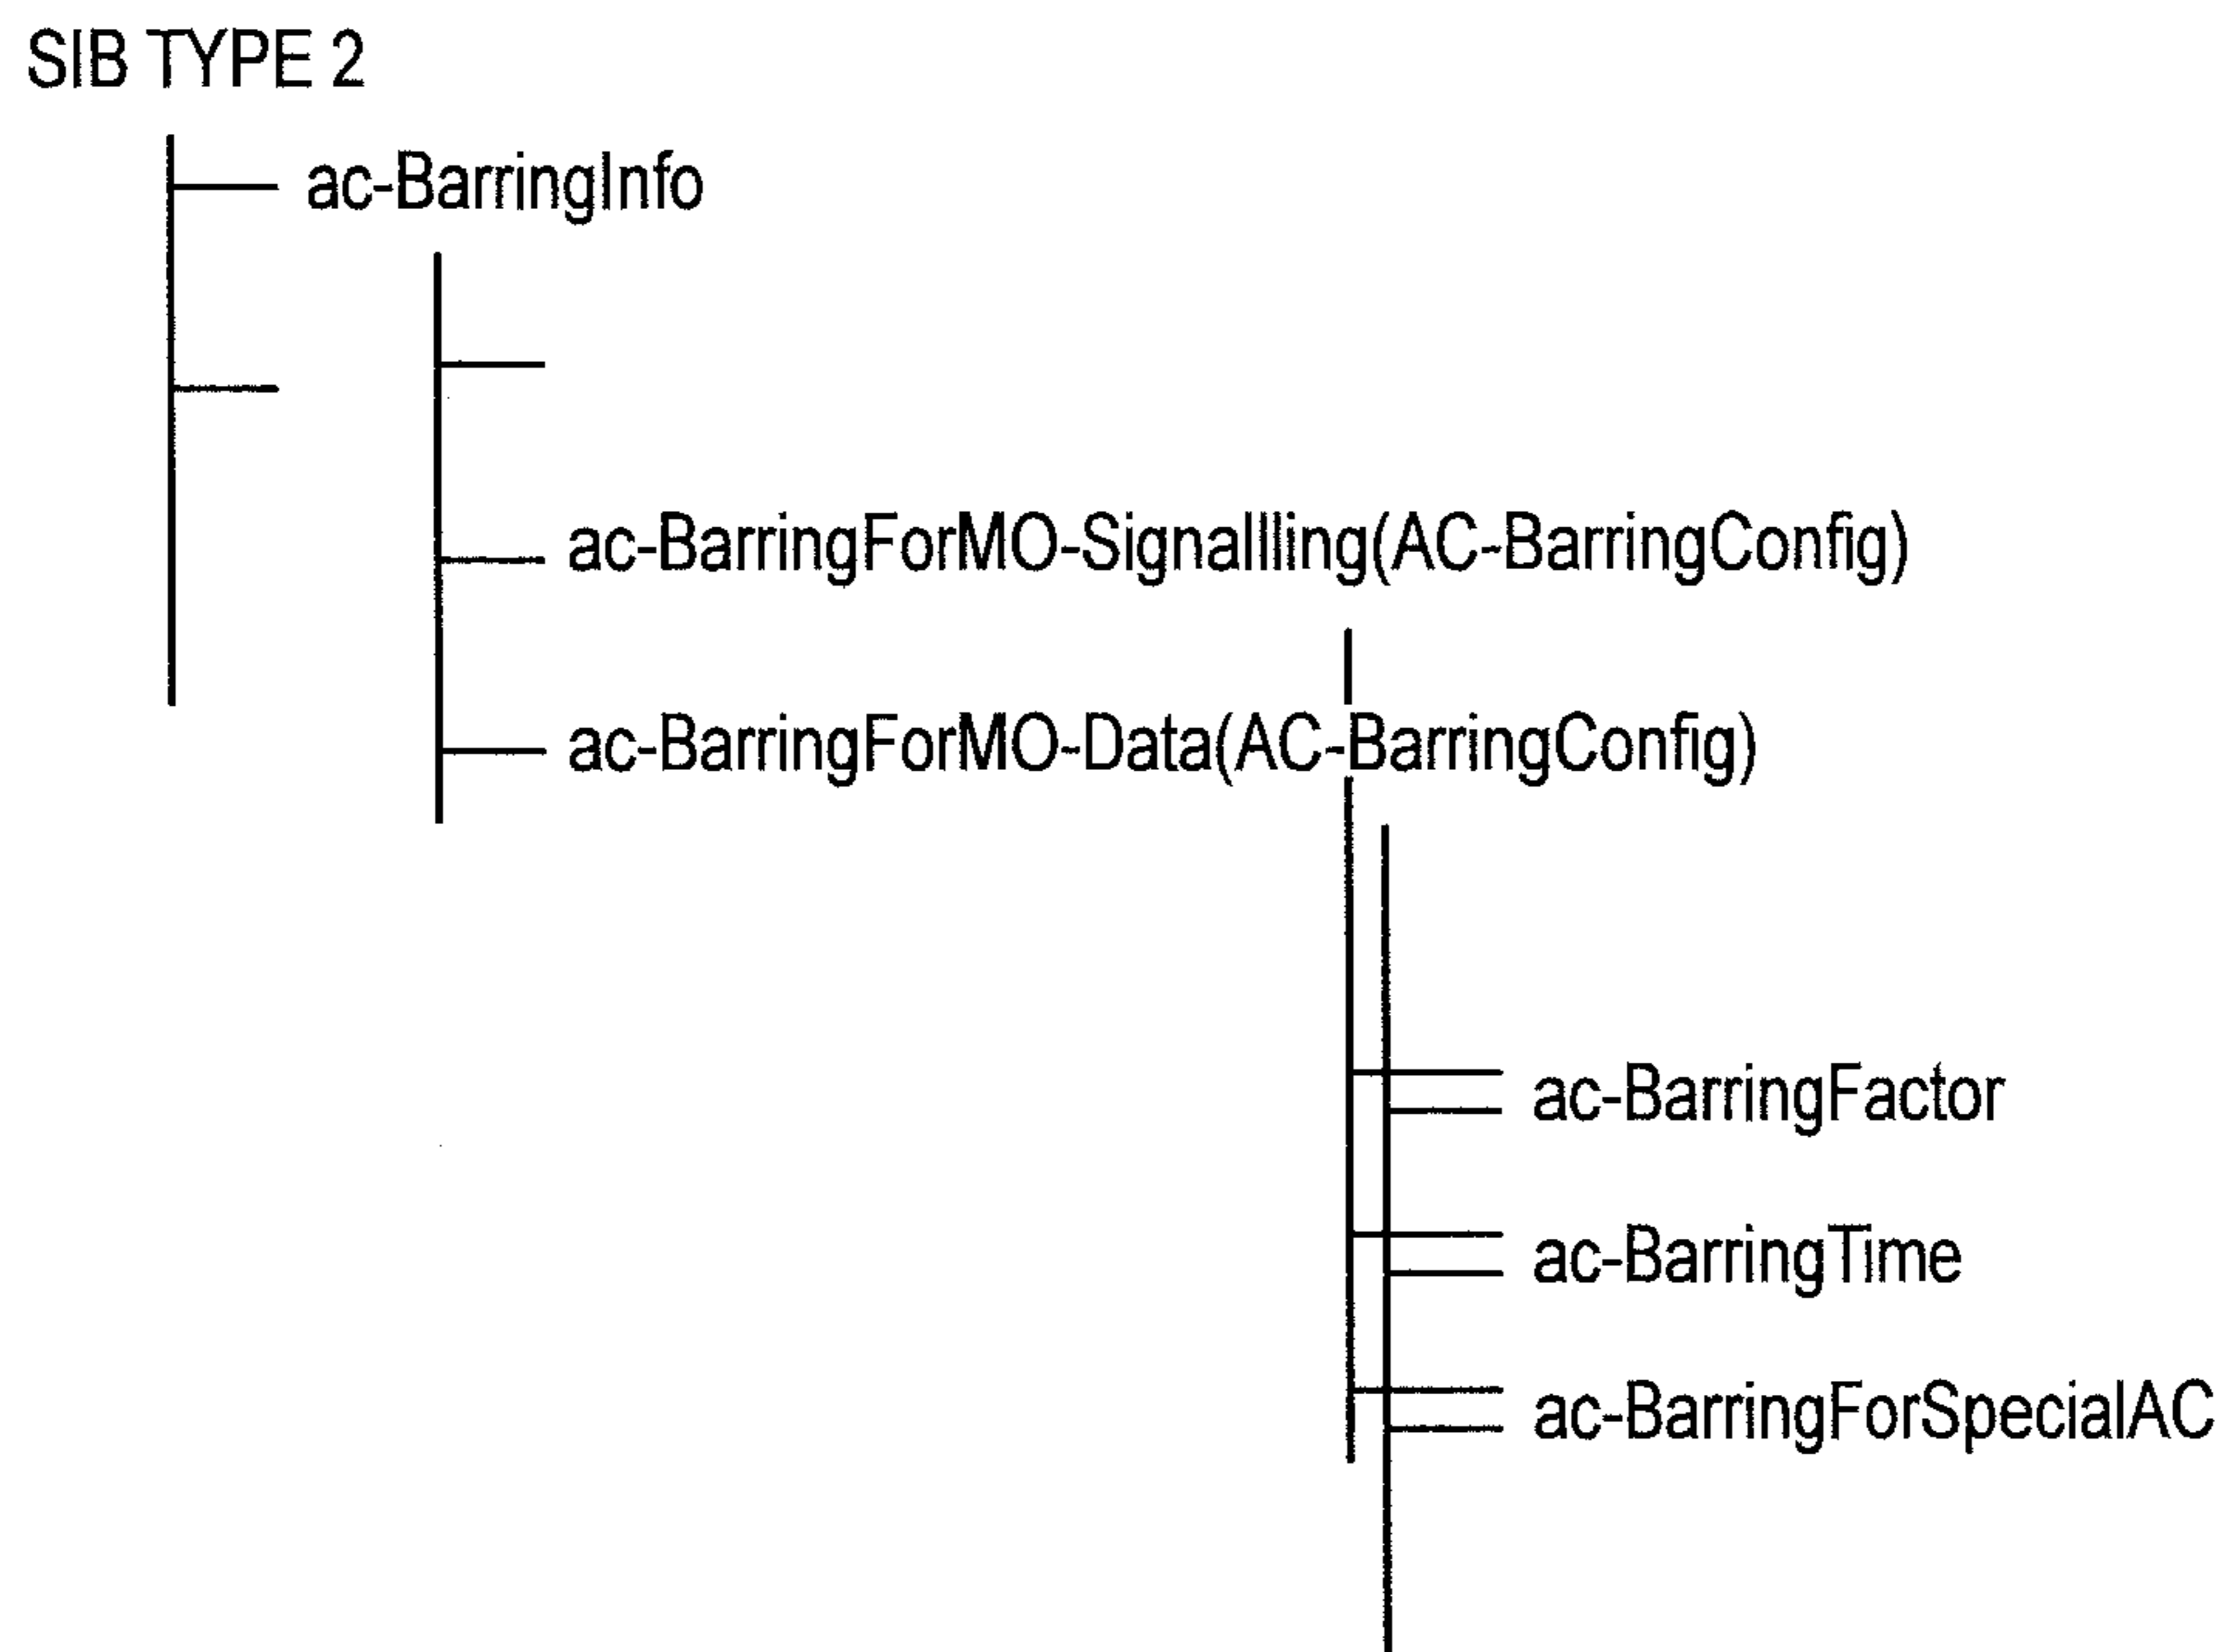 SIB TYPE 2
ac-BarringInfo
ac-BarringForMO-Signallling(AC-BarringConfig)
ac-BarringForMO-Data(AC-BarringConfig)
ac-BarringFactor
ac-BarringTime
ac-BarringForSpecialAC